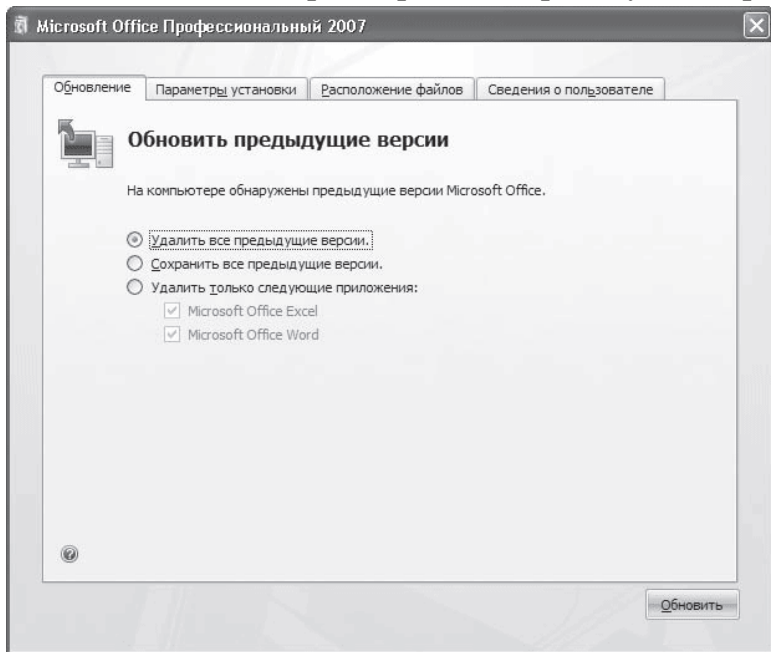 Microsoft Office Профессиональный 2007
Обновление Параметры установки Расположение файлов Сведения о пользователе
Обновить предыдущие версии
На компьютере обнаружены предыдущие версии Microsoft Office.
Удалить все предыдущие версии.
Сохранить все предыдущие версии.
Удалить только следующие приложения:
Microsoft Office Excel
Microsoft Office Word
Обновить